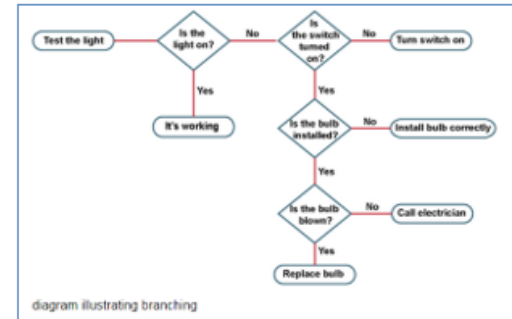 Test the light
Is the
light on?
No
Is
the switch
turned
on?
No
Turn switch on
Yes
It's working
Yes
Is the bulb
installed?
No
Install bulb correctly
Yes
Is the bulb
blown?
No
Call electrician
Yes
Replace bulb
diagram illustrating branching